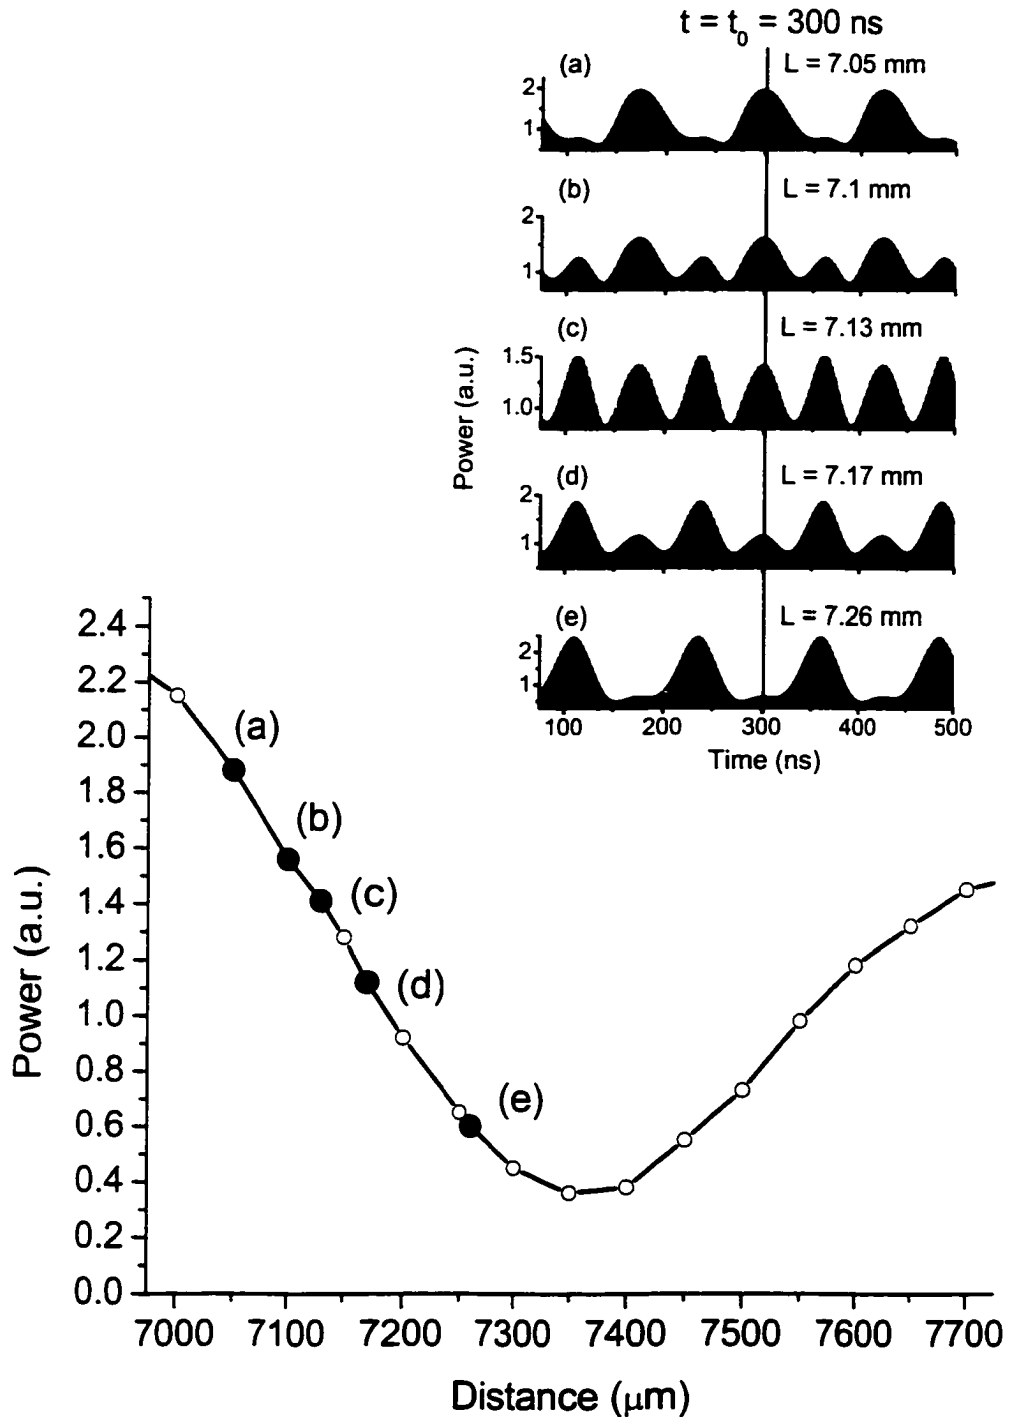 t = t0 = 300 ns
(a)
L = 7.05 mm
2
1
(b)
L = 7.1 mm
2
1
(c)
L = 7.13 mm
1.5
1.0
Power (a.u.)
(d)
L = 7.17 mm
2
1
(e)
L = 7.26 mm
2
1
100 200 300 400 500
Time (ns)
2.4
2.2
2.0
1.8
1.6
1.4
1.2
1.0
0.8
0.6
0.4
0.2
0.0
Power (a.u.)
(a)
(b)
(c)
(d)
(e)
7000 7100 7200 7300 7400 7500 7600 7700
Distance (μm)